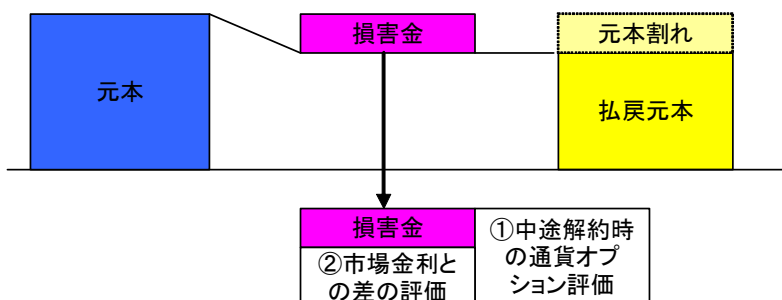 損害金
元本割れ
元本
払戻元本
損害金
①中途解約時
の通貨オプ
ション評価
②市場金利と
の差の評価